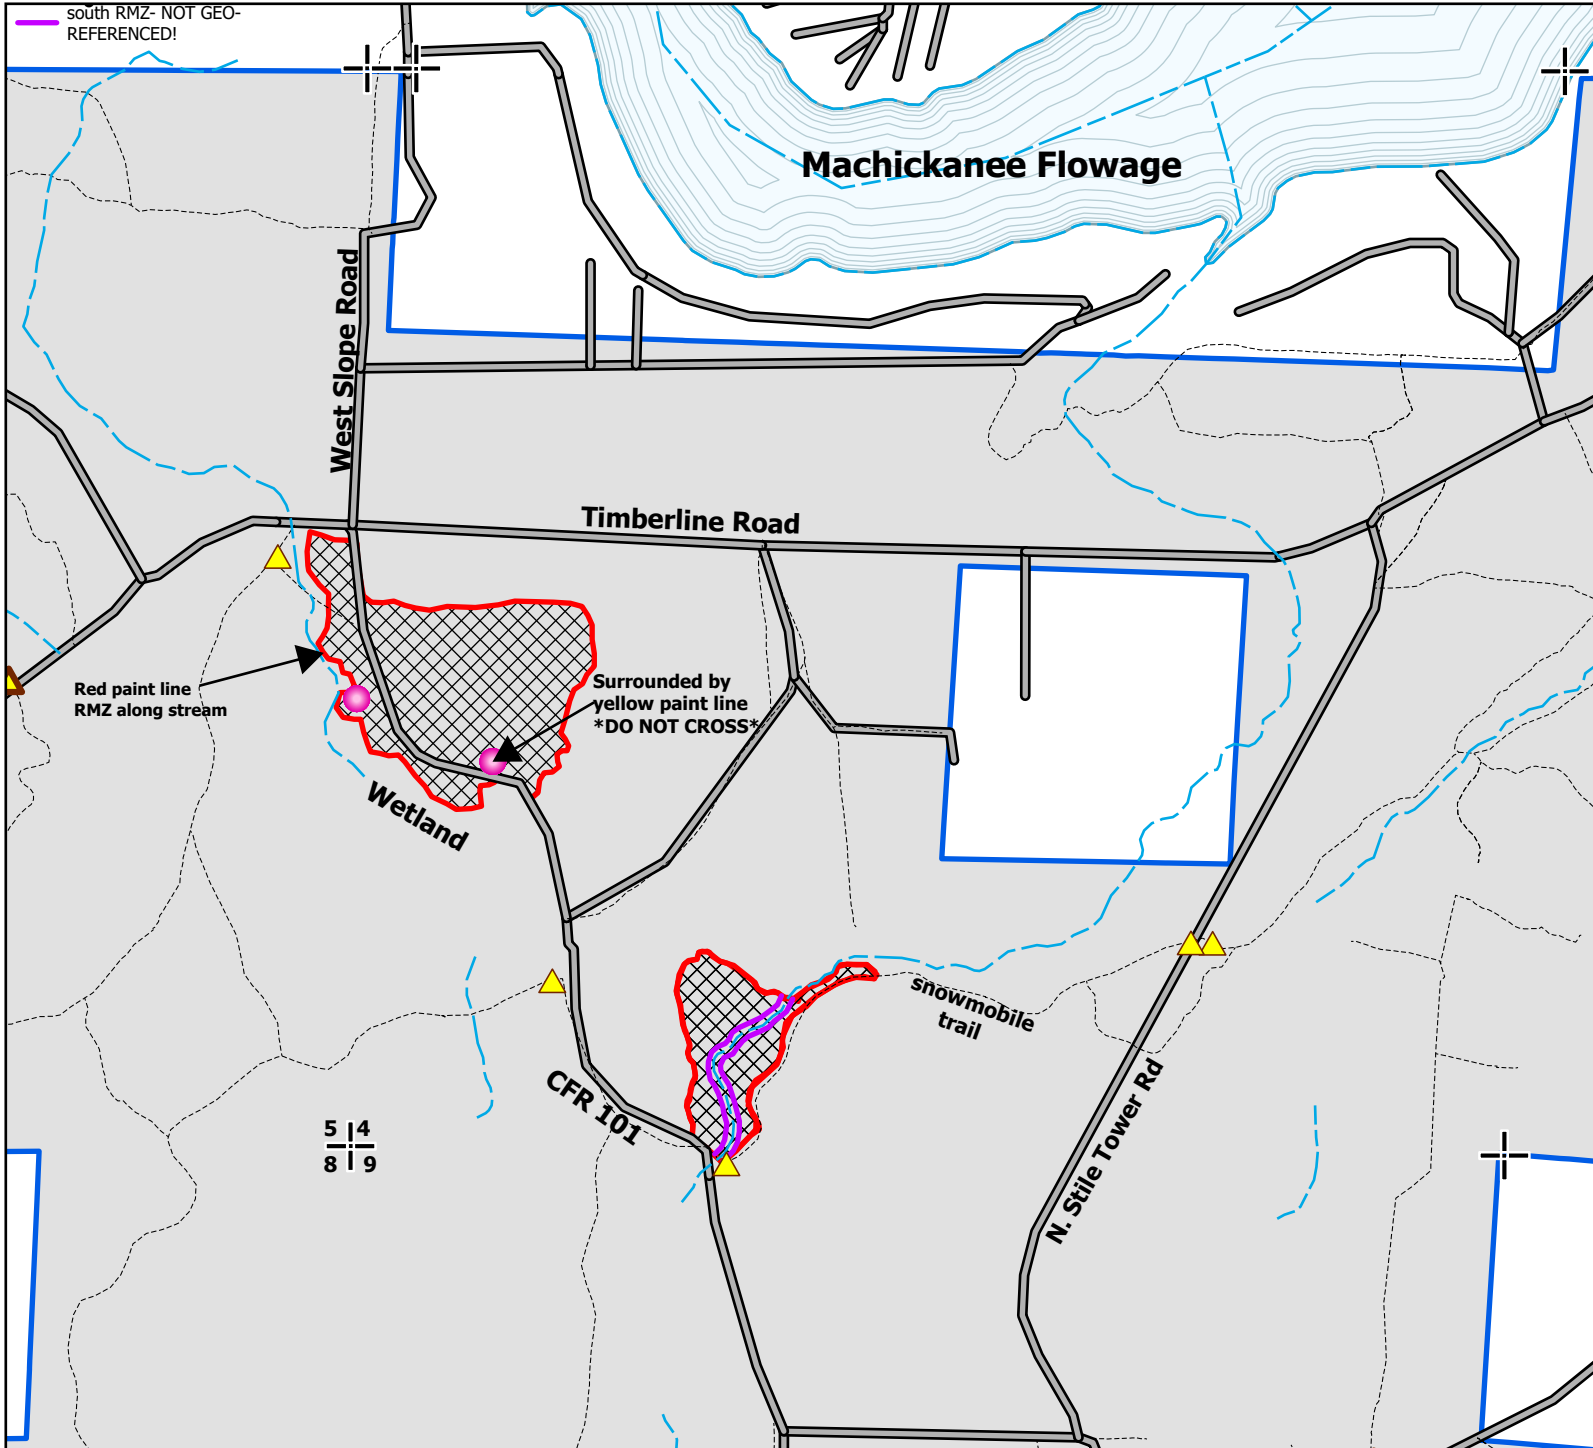 south RMZ- NOT GEO-
REFERENCED!
Machickanee Flowage
West Slope Road
Timberline Road
Red paint line
RMZ along stream
Surrounded by
yellow paint line
*DO NOT CROSS*
Wetland
snowmobile
trail
CFR 101
N. Stile Tower Rd
5 4
8 9